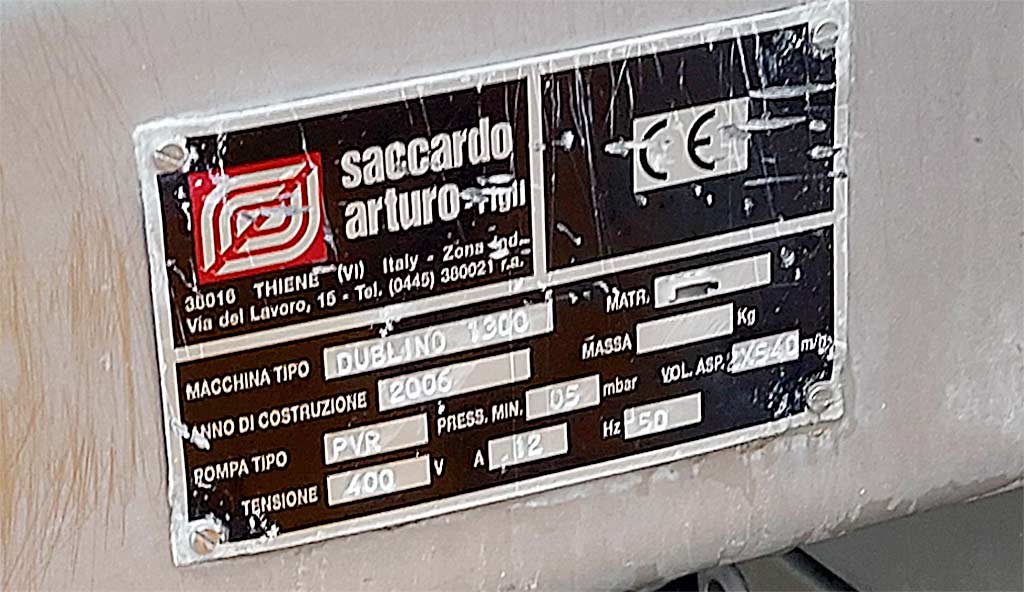 saccardo
arturo & figli
36016 THIENE (VI) Italy - Zona Ind.
Via del Lavoro, 15 - Tel. (0445) 380021 r.a.
CE
MATR.
MACCHINA TIPO DUBLINO 1300
MASSA Kg
ANNO DI COSTRUZIONE 2006
POMPA TIPO PVR PRESS. MIN. 05 mbar VOL. ASP. 2X540
TENSIONE 400 V A 12 Hz 50